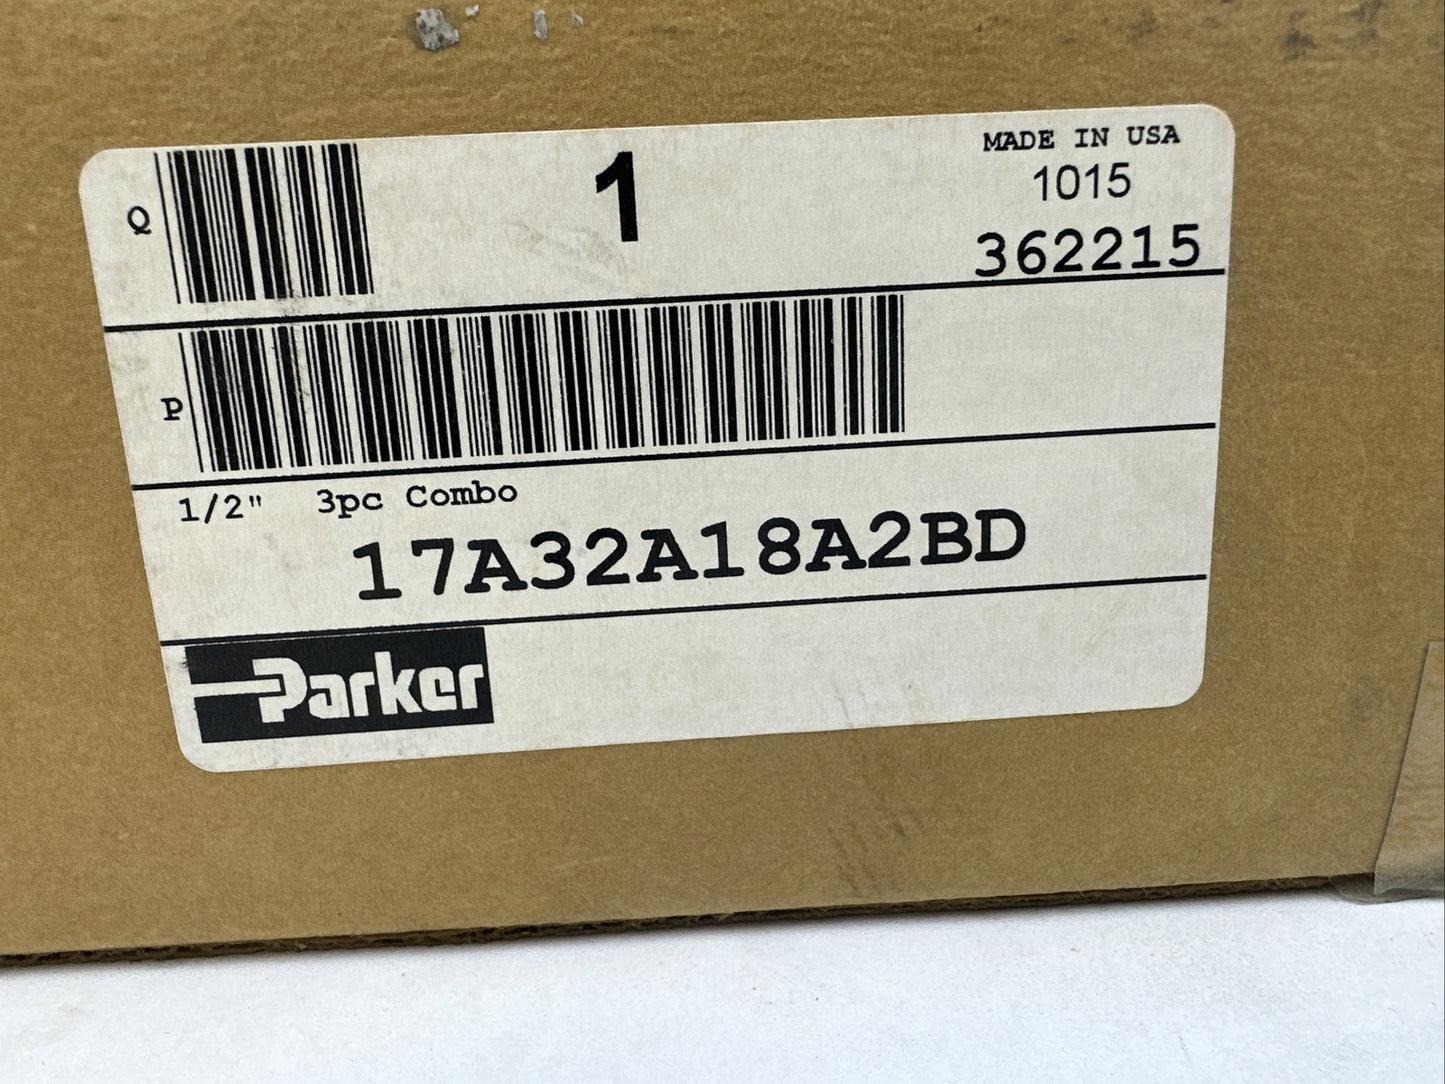 MADE IN USA
Q 1 1015
362215
P
1/2" 3pc Combo
17A32A18A2BD
Parker